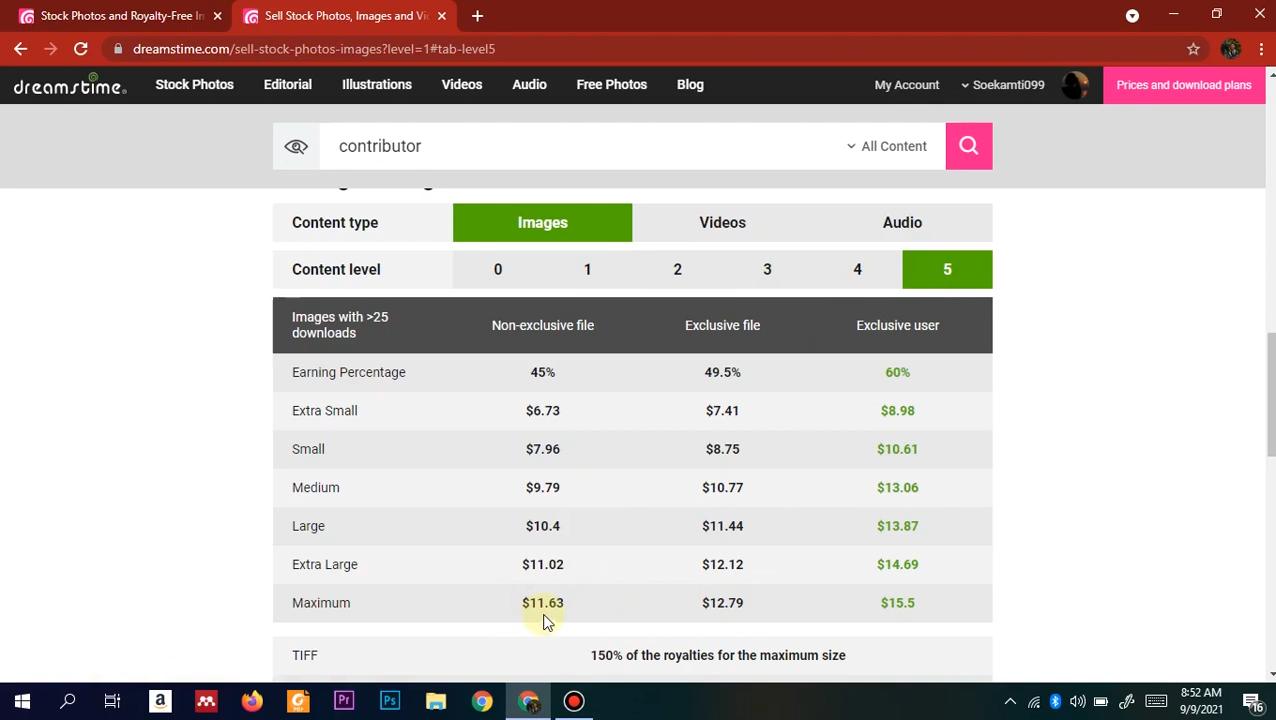 Stock Photos and Royalty-Free In
Sell Stock Photos, Images and Vi
dreamstime.com/sell-stock-photos-images?level=1#tab-level5
dreamstime.
Stock Photos
Editorial
Illustrations
Videos
Audio
Free Photos
Blog
My Account
Soekamti099
Prices and download plans
contributor
All Content
Content type
Images
Videos
Audio
Content level
0
1
2
3
4
5
Images with >25
downloads
Non-exclusive file
Exclusive file
Exclusive user
Earning Percentage
45%
49.5%
60%
Extra Small
$6.73
$7.41
$8.98
Small
$7.96
$8.75
$10.61
Medium
$9.79
$10.77
$13.06
Large
$10.4
$11.44
$13.87
Extra Large
$11.02
$12.12
$14.69
Maximum
$11.63
$12.79
$15.5
TIFF
150% of the royalties for the maximum size
a
Pr
Ps
8:52 AM
9/9/2021
16